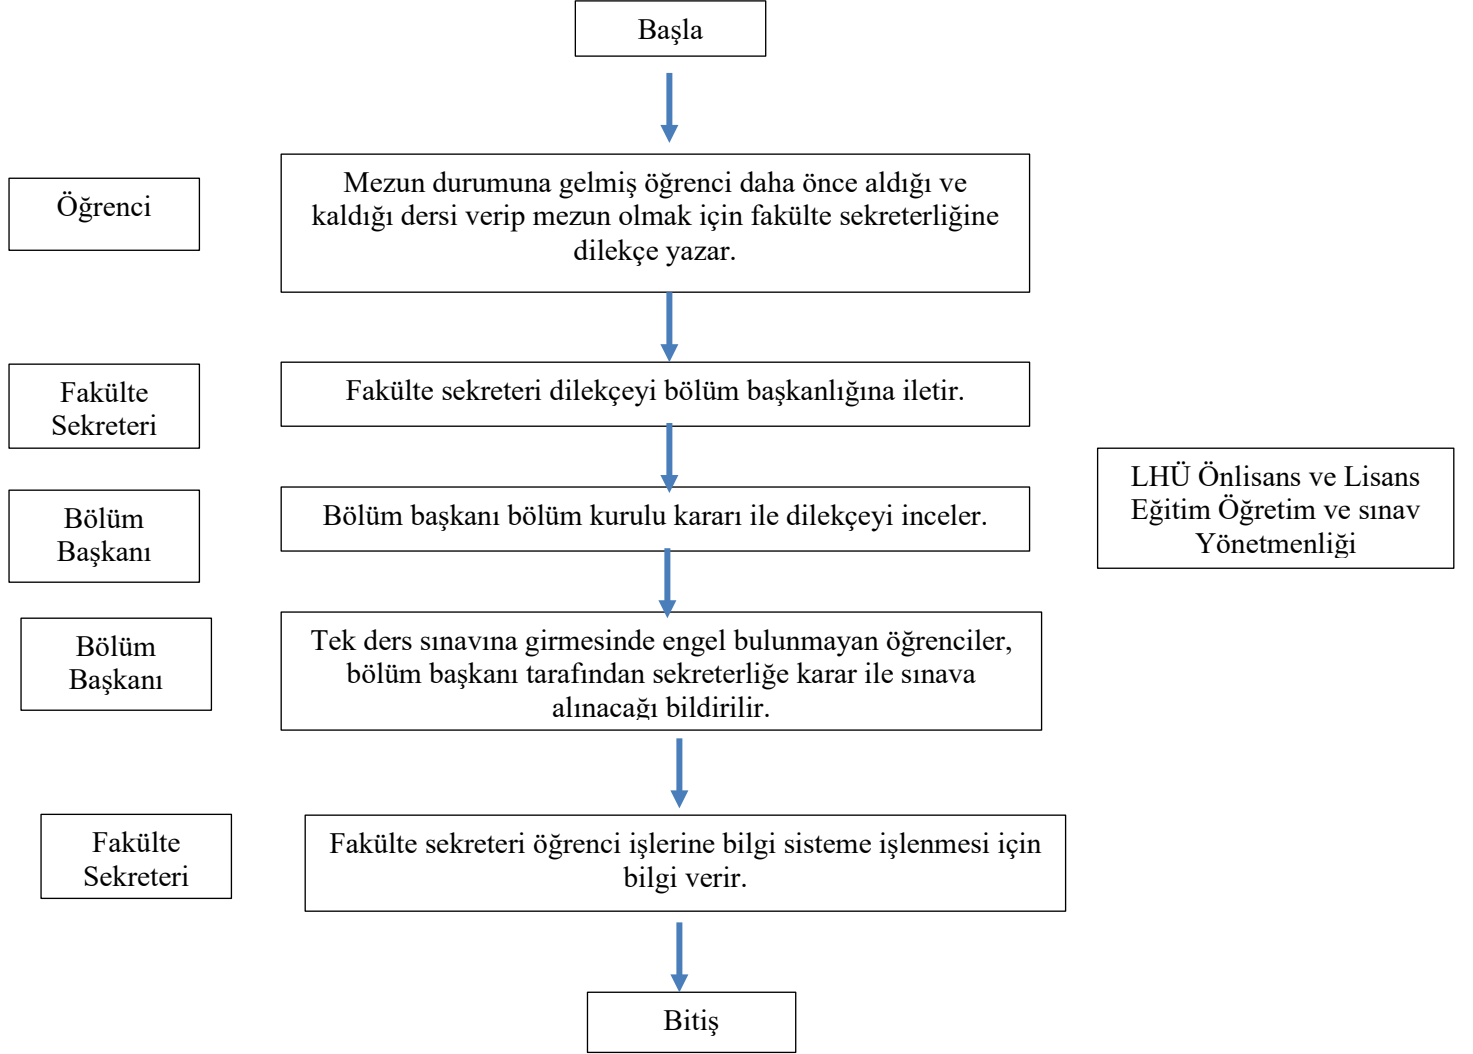 Başla
Öğrenci
Mezun durumuna gelmiş öğrenci daha önce aldığı ve
kaldığı dersi verip mezun olmak için fakülte sekreterliğine
dilekçe yazar.
Fakülte
Sekreteri
Fakülte sekreteri dilekçeyi bölüm başkanlığına iletir.
Bölüm
Başkanı
Bölüm başkanı bölüm kurulu kararı ile dilekçeyi inceler.
LHÜ Önlisans ve Lisans
Eğitim Öğretim ve sınav
Yönetmenliği
Bölüm
Başkanı
Tek ders sınavına girmesinde engel bulunmayan öğrenciler,
bölüm başkanı tarafından sekreterliğe karar ile sınava
alınacağı bildirilir.
Fakülte
Sekreteri
Fakülte sekreteri öğrenci işlerine bilgi sisteme işlenmesi için
bilgi verir.
Bitiş